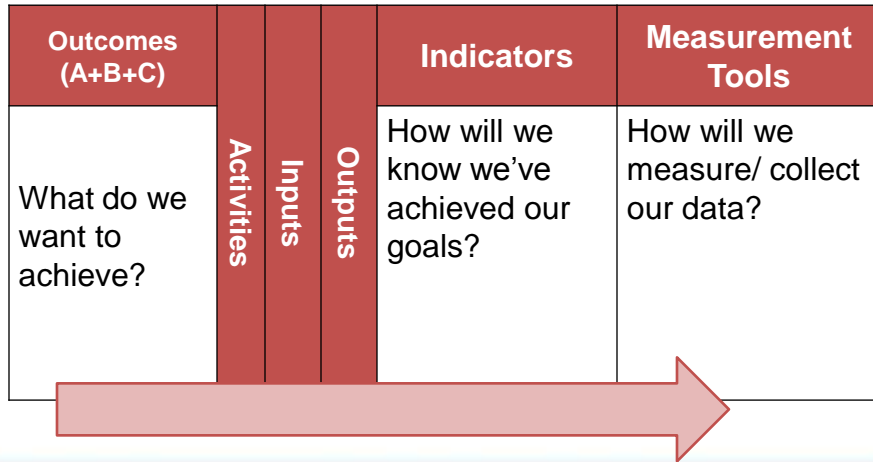 Outcomes
(A+B+C)
Activities
Inputs
Outputs
Indicators
Measurement
Tools
What do we
want to
achieve?
How will we
know we’ve
achieved our
goals?
How will we
measure/ collect
our data?